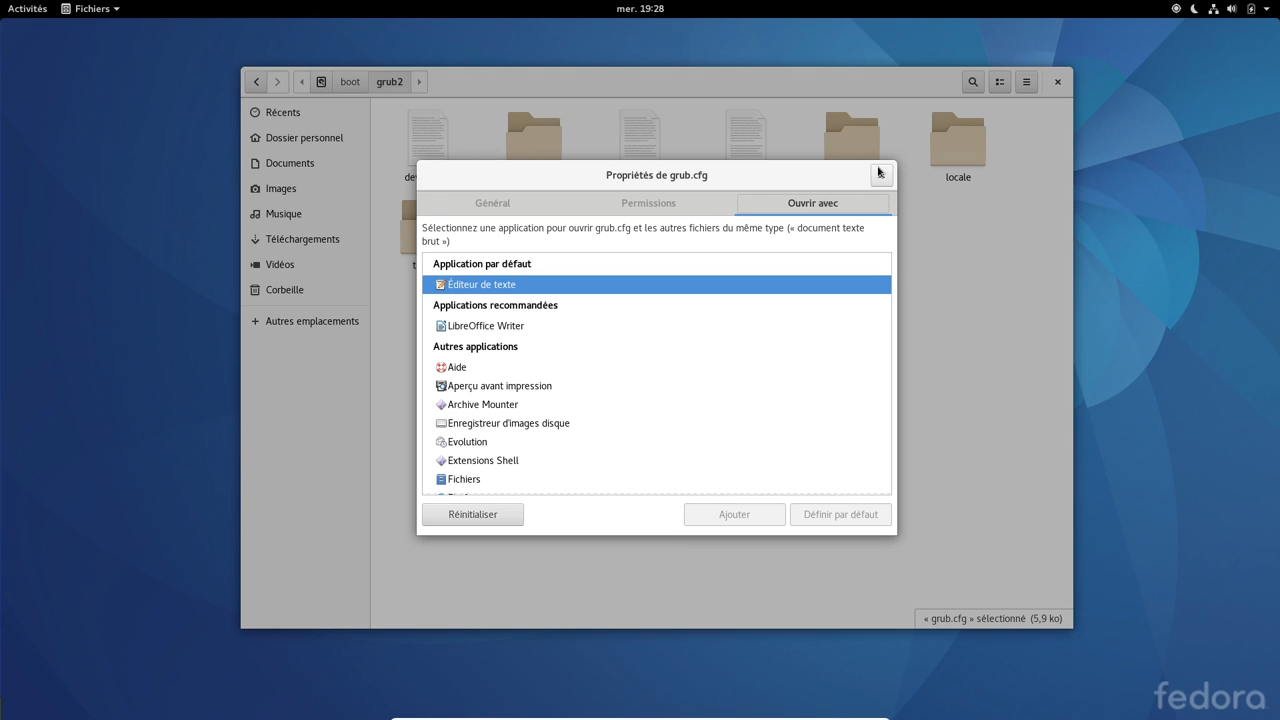 Activités
Fichiers
mer. 19:28
boot
grub2
Récents
Dossier personnel
Documents
Images
Musique
Téléchargements
Vidéos
Corbeille
Autres emplacements
locale
Propriétés de grub.cfg
Général
Permissions
Ouvrir avec
Sélectionnez une application pour ouvrir grub.cfg et les autres fichiers du même type (« document texte
brut »)
Application par défaut
Éditeur de texte
Applications recommandées
LibreOffice Writer
Autres applications
Aide
Aperçu avant impression
Archive Mounter
Enregistreur d'images disque
Evolution
Extensions Shell
Fichiers
Réinitialiser
Ajouter
Définir par défaut
« grub.cfg » sélectionné (5,9 ko)
fedora